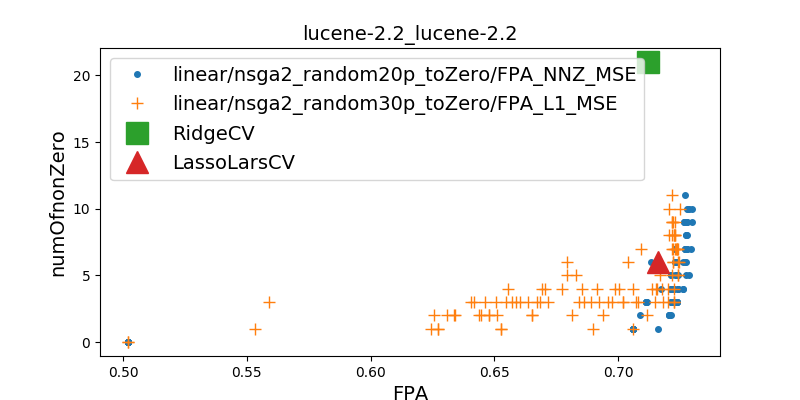 lucene-2.2_lucene-2.2
linear/nsga2_random20p_toZero/FPA_NNZ_MSE
linear/nsga2_random30p_toZero/FPA_L1_MSE
RidgeCV
LassoLarsCV
numOfnonZero
20
15
10
5
0
0.50 0.55 0.60 0.65 0.70
FPA